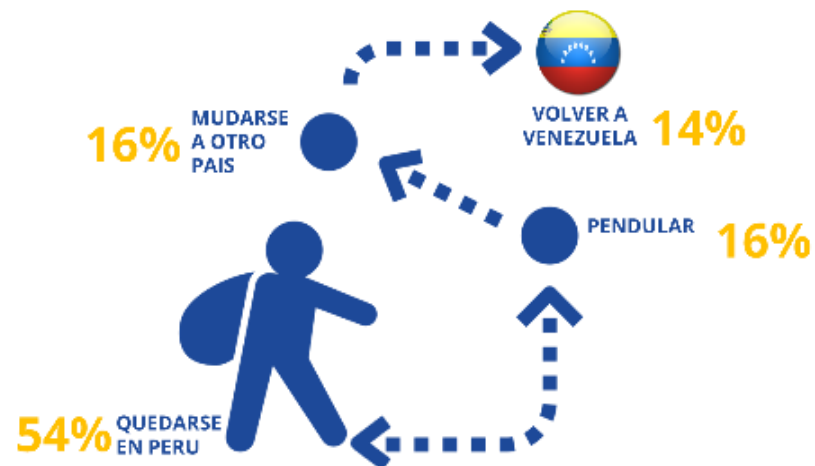 VOLVER A
VENEZUELA
14%
16%
MUDARSE
A OTRO
PAIS
PENDULAR
16%
54%
QUEDARSE
EN PERU